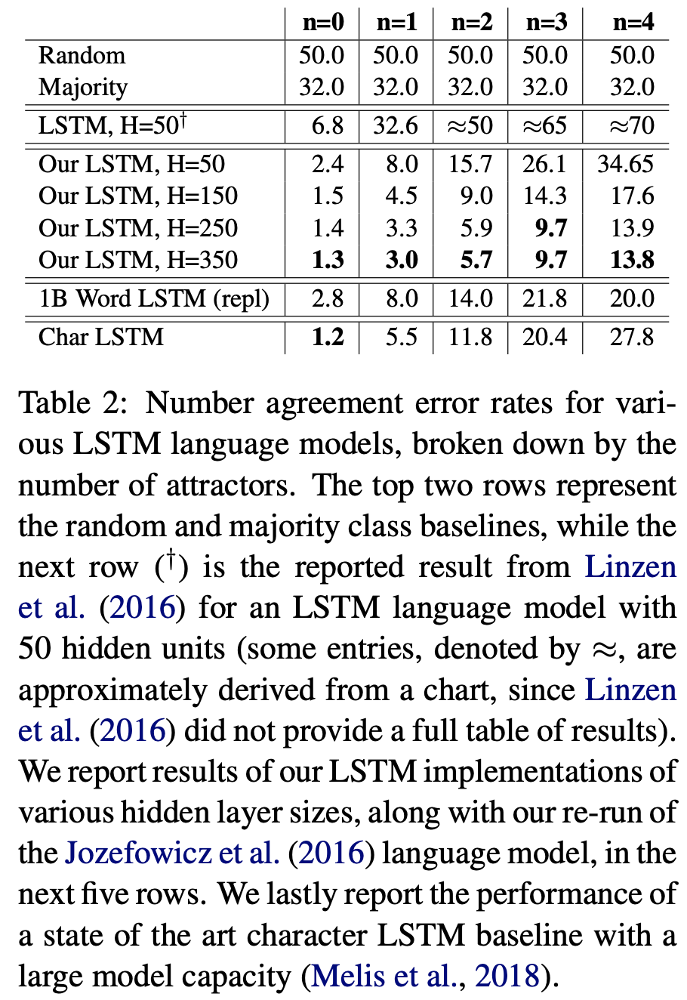 n=0 n=1 n=2 n=3 n=4
Random 50.0 50.0 50.0 50.0 50.0
Majority 32.0 32.0 32.0 32.0 32.0
LSTM, H=50† 6.8 32.6 ≈50 ≈65 ≈70
Our LSTM, H=50 2.4 8.0 15.7 26.1 34.65
Our LSTM, H=150 1.5 4.5 9.0 14.3 17.6
Our LSTM, H=250 1.4 3.3 5.9 9.7 13.9
Our LSTM, H=350 1.3 3.0 5.7 9.7 13.8
1B Word LSTM (repl) 2.8 8.0 14.0 21.8 20.0
Char LSTM 1.2 5.5 11.8 20.4 27.8
Table 2: Number agreement error rates for vari-
ous LSTM language models, broken down by the
number of attractors. The top two rows represent
the random and majority class baselines, while the
next row (†) is the reported result from Linzen
et al. (2016) for an LSTM language model with
50 hidden units (some entries, denoted by ≈, are
approximately derived from a chart, since Linzen
et al. (2016) did not provide a full table of results).
We report results of our LSTM implementations of
various hidden layer sizes, along with our re-run of
the Jozefowicz et al. (2016) language model, in the
next five rows. We lastly report the performance of
a state of the art character LSTM baseline with a
large model capacity (Melis et al., 2018).